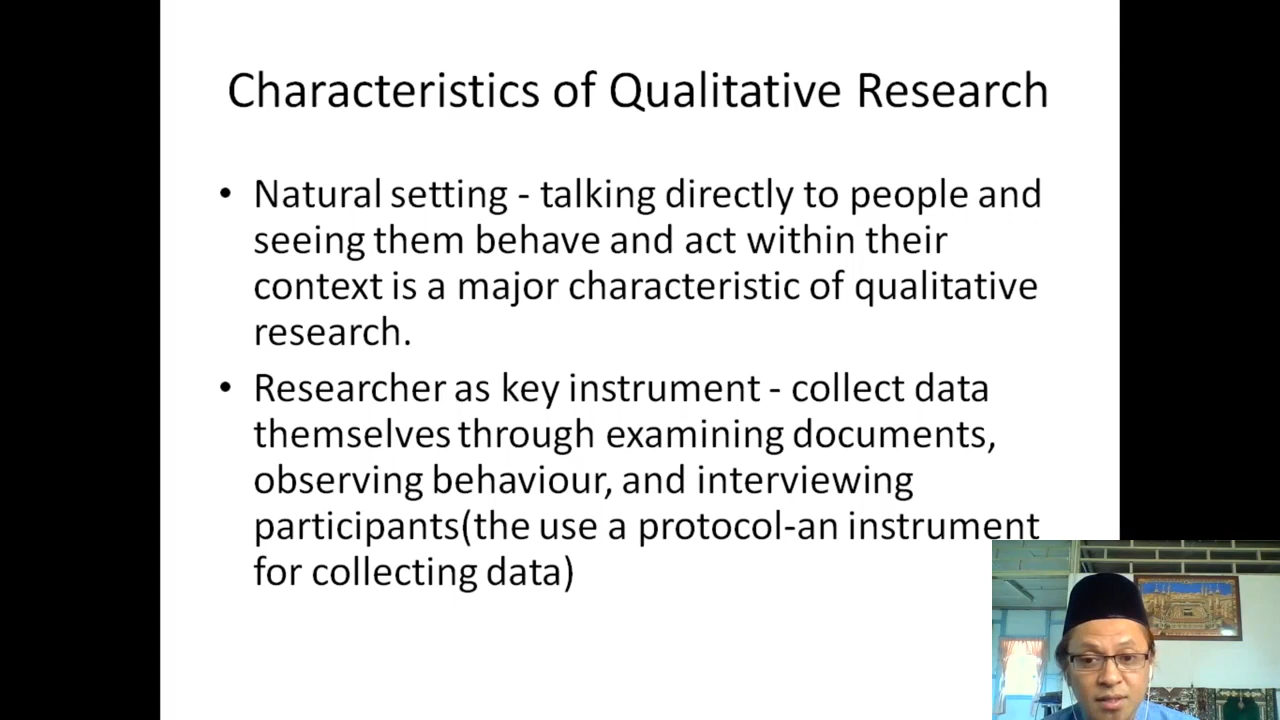 Characteristics of Qualitative Research
• Natural setting - talking directly to people and
seeing them behave and act within their
context is a major characteristic of qualitative
research.
• Researcher as key instrument - collect data
themselves through examining documents,
observing behaviour, and interviewing
participants(the use a protocol-an instrument
for collecting data)